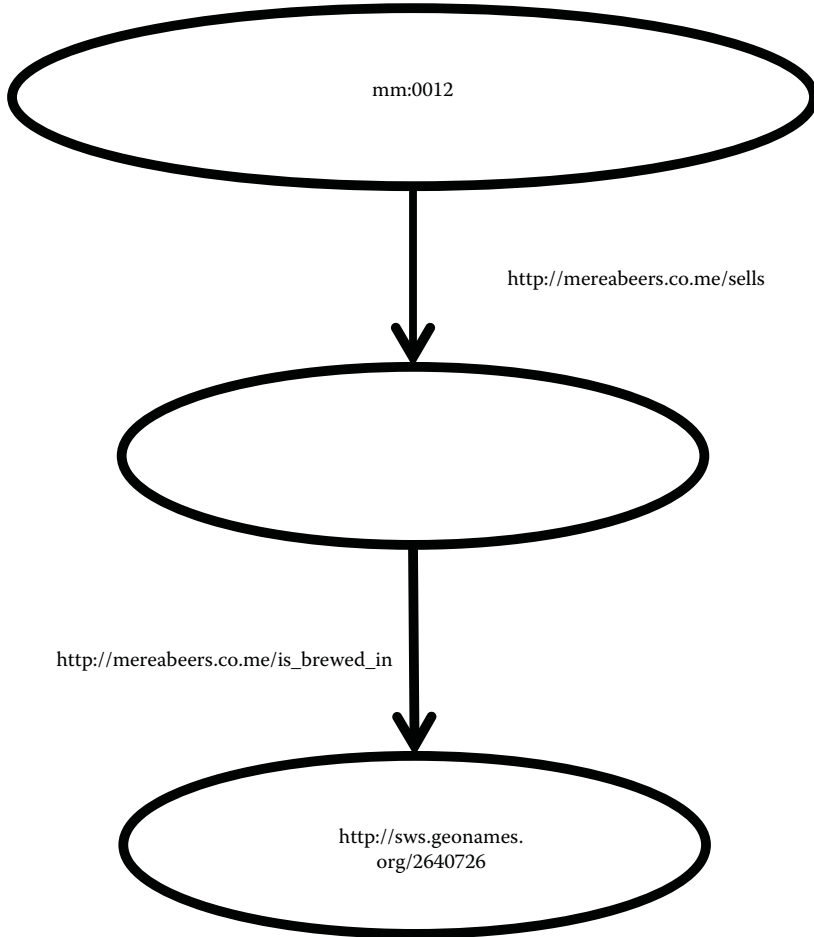 mm:0012
http://mereabeers.co.me/sells
http://mereabeers.co.me/is_brewed_in
http://sws.geonames.
org/2640726